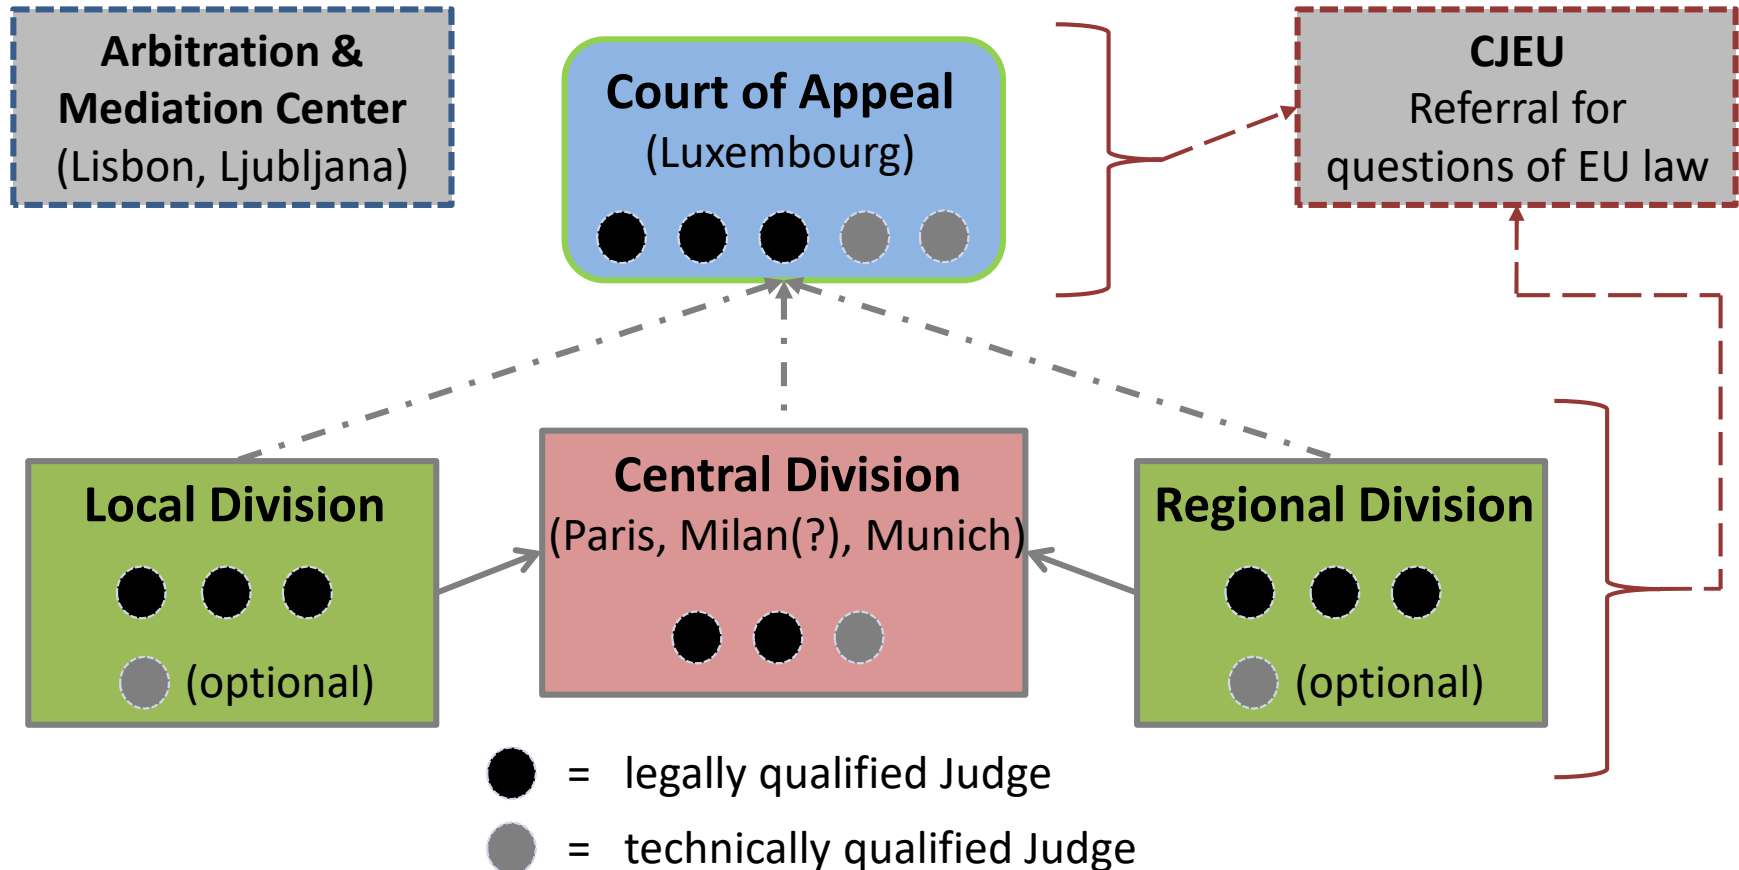 Arbitration &
Mediation Center
(Lisbon, Ljubljana)
Court of Appeal
(Luxembourg)
CJEU
Referral for
questions of EU law
Local Division
(optional)
Central Division
(Paris, Milan(?), Munich)
Regional Division
(optional)
= legally qualified Judge
= technically qualified Judge